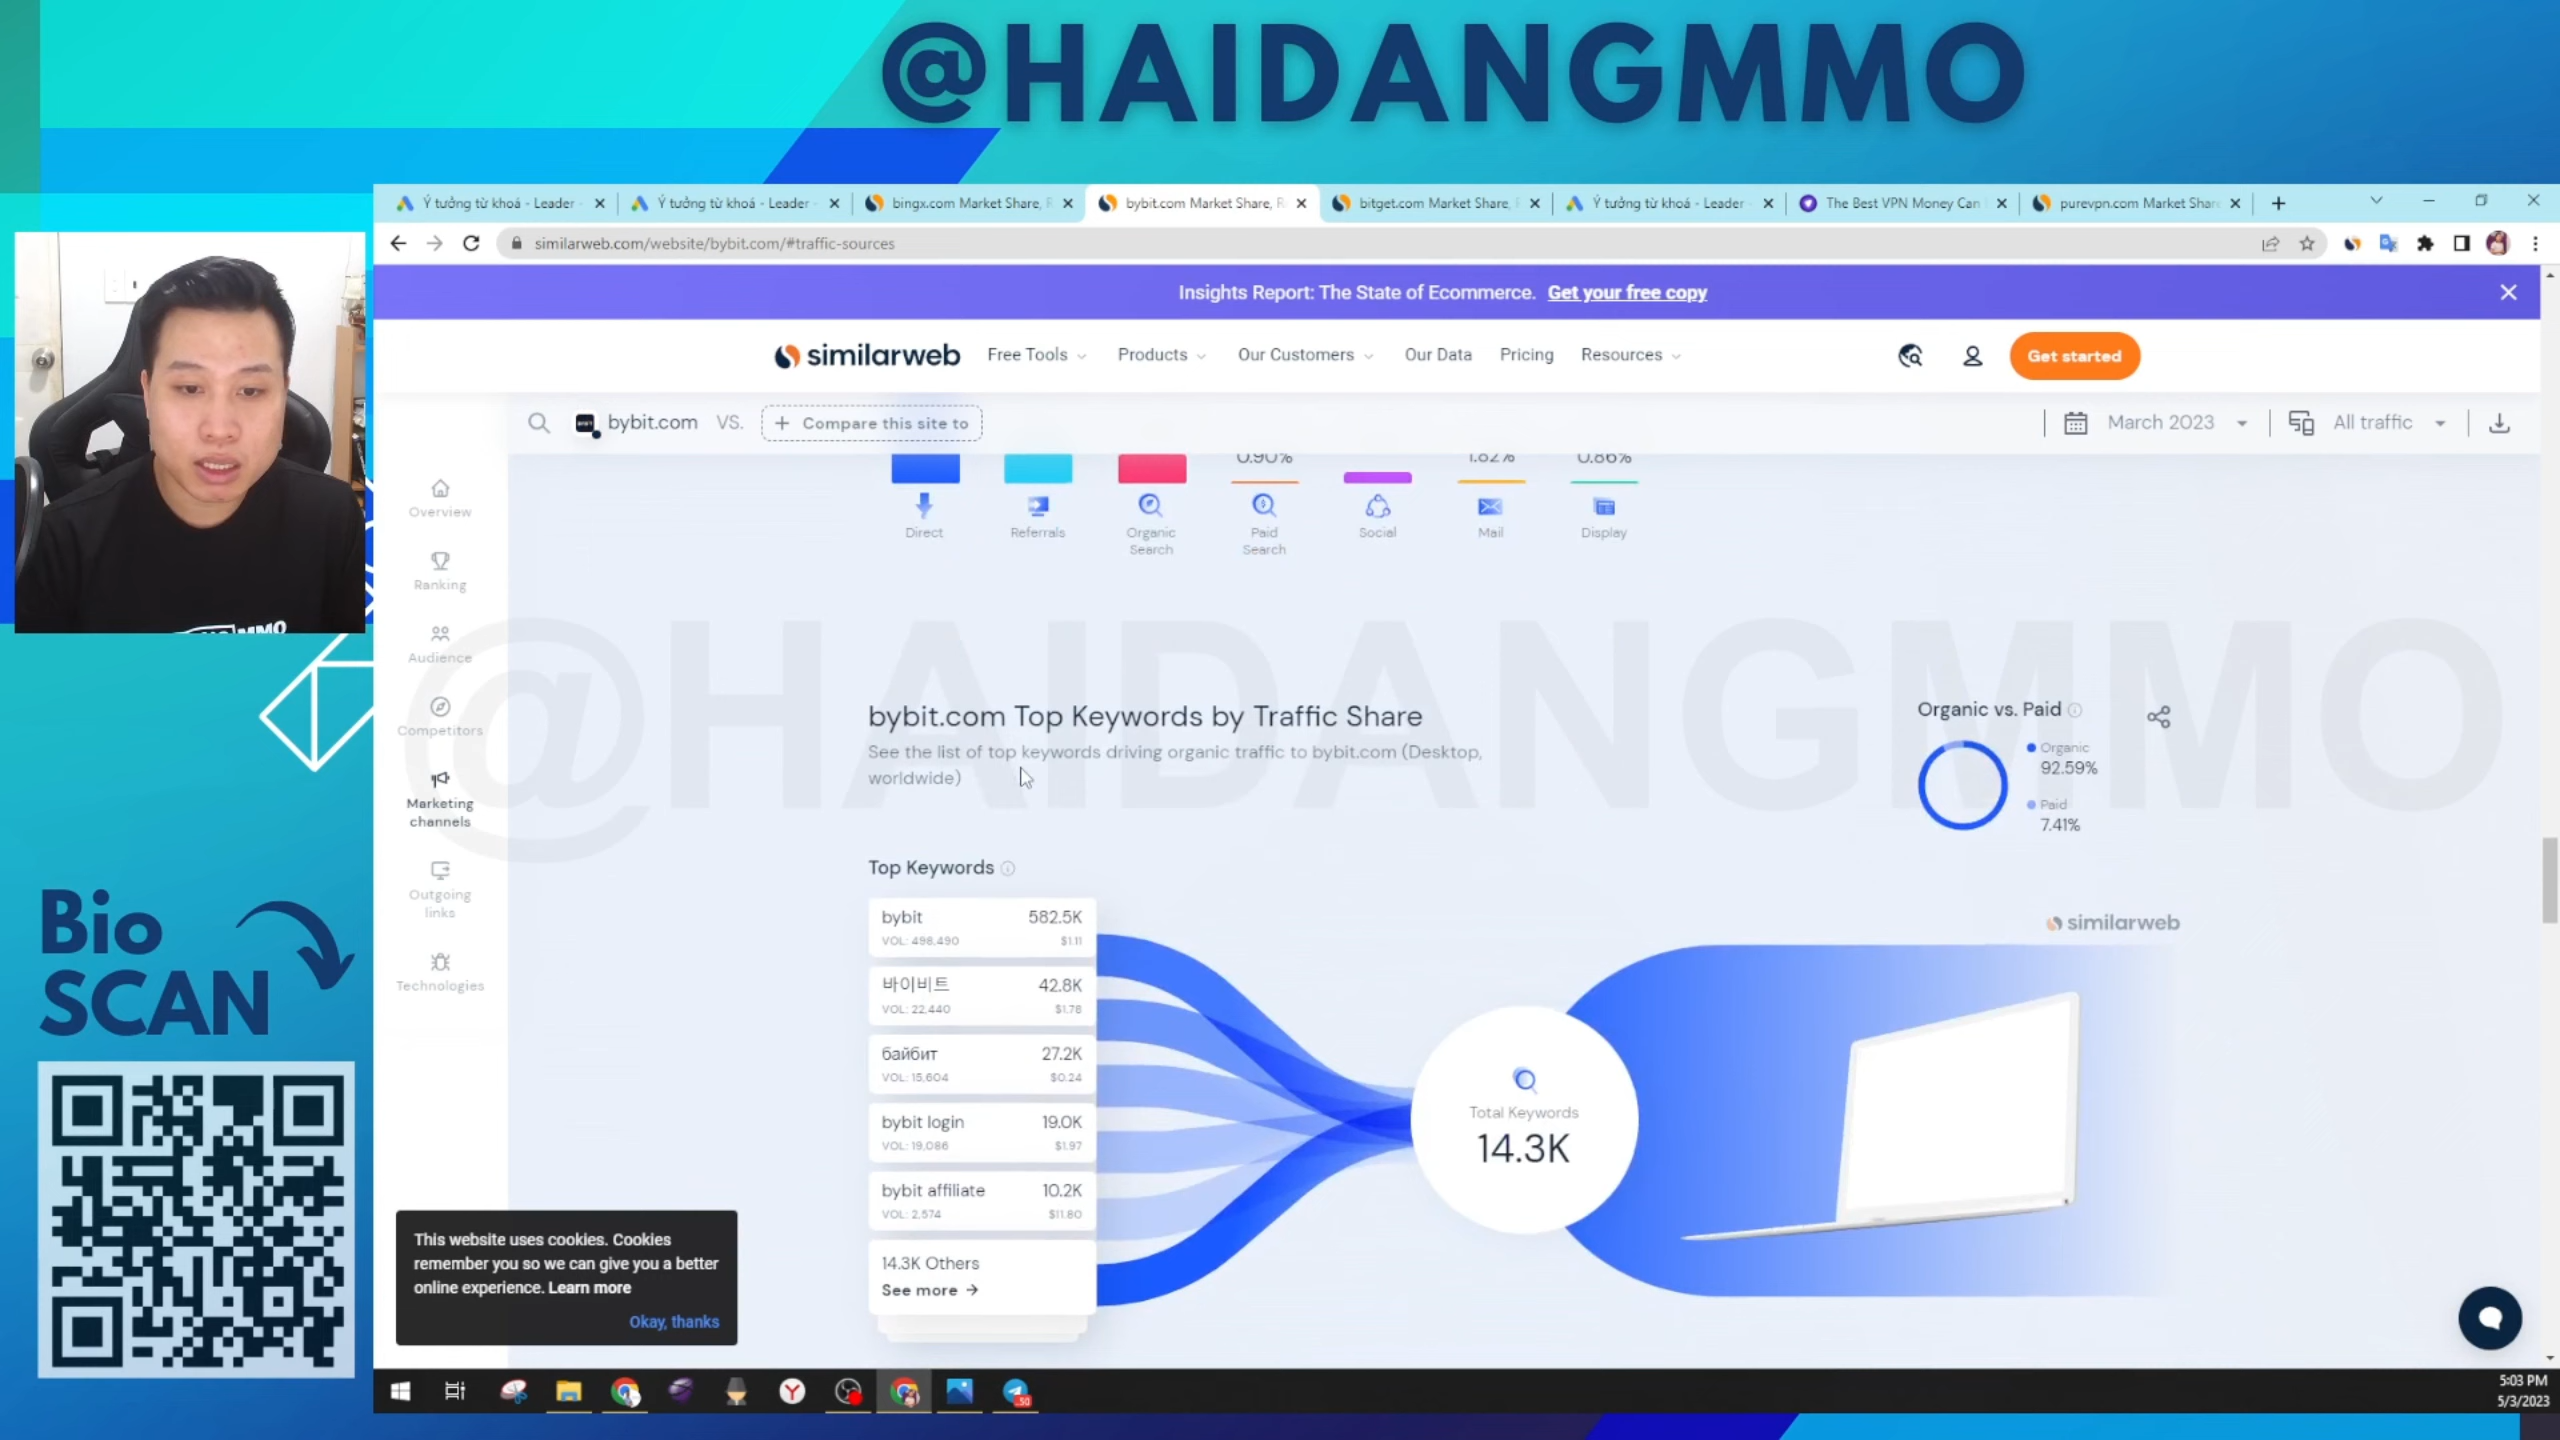 @HAIDANGMMO
Ý tưởng từ khoá - Leader
Ý tưởng từ khoá - Leader
bingx.com Market Share,
bybit.com Market Share, R
bitget.com Market Share,
Ý tưởng từ khoá - Leader
The Best VPN Money Can
purevpn.com Market Share
similarweb.com/website/bybit.com/#traffic-sources
Insights Report: The State of Ecommerce. Get your free copy
similarweb
Free Tools
Products
Our Customers
Our Data
Pricing
Resources
Get started
bybit.com
VS.
+ Compare this site to
March 2023
All traffic
Overview
Ranking
Audience
Competitors
Marketing
channels
Outgoing
links
Technologies
0.90%
1.82%
0.86%
Direct
Referrals
Organic
Search
Paid
Search
Social
Mail
Display
@HAIDANGMMO
bybit.com Top Keywords by Traffic Share
See the list of top keywords driving organic traffic to bybit.com (Desktop,
worldwide)
Organic vs. Paid
Organic
92.59%
Paid
7.41%
Top Keywords
similarweb
bybit 582.5K
VOL: 498,490 $1.11
바이비트 42.8K
VOL: 22,440 $1.78
байбит 27.2K
VOL: 15,604 $0.24
bybit login 19.0K
VOL: 19,086 $1.97
bybit affiliate 10.2K
VOL: 2,574 $11.80
14.3K Others
See more →
Total Keywords
14.3K
This website uses cookies. Cookies
remember you so we can give you a better
online experience. Learn more
Okay, thanks
Bio
SCAN
50
5:03 PM
5/3/2023